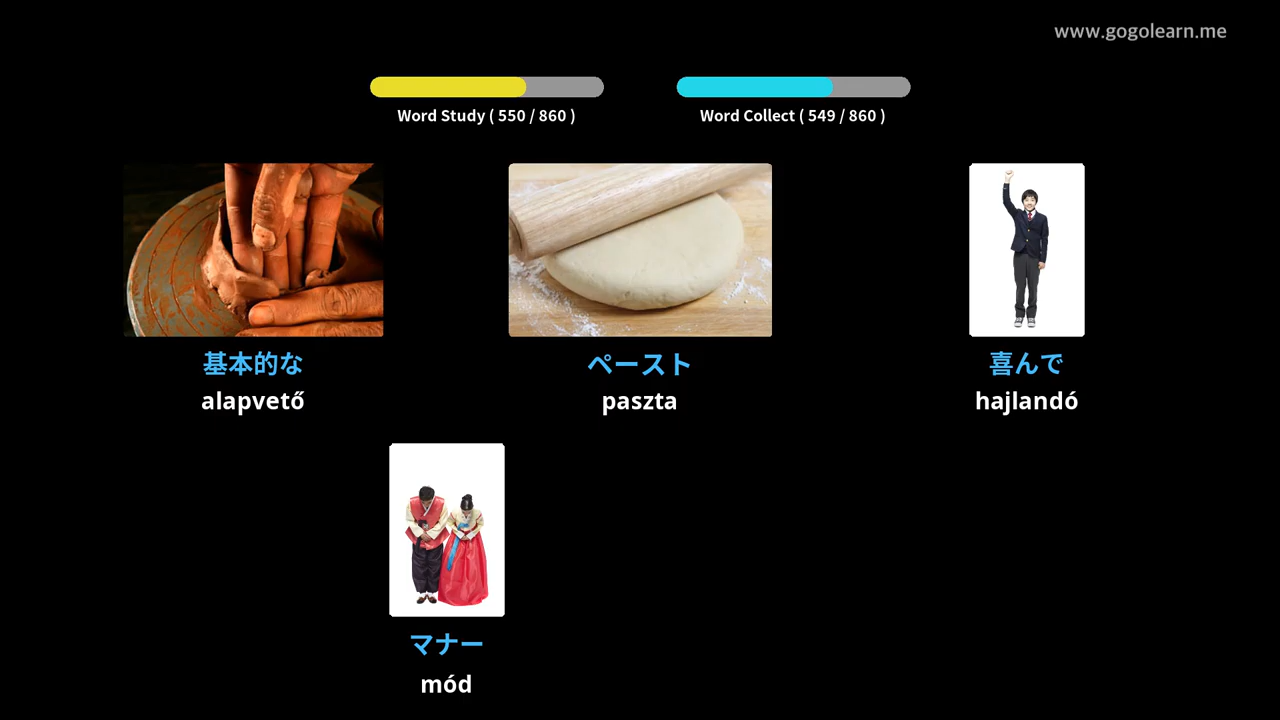 www.gogolearn.me
Word Study ( 550 / 860 )
Word Collect ( 549 / 860 )
基本的な
alapvető
ペースト
paszta
喜んで
hajlandó
マナー
mód